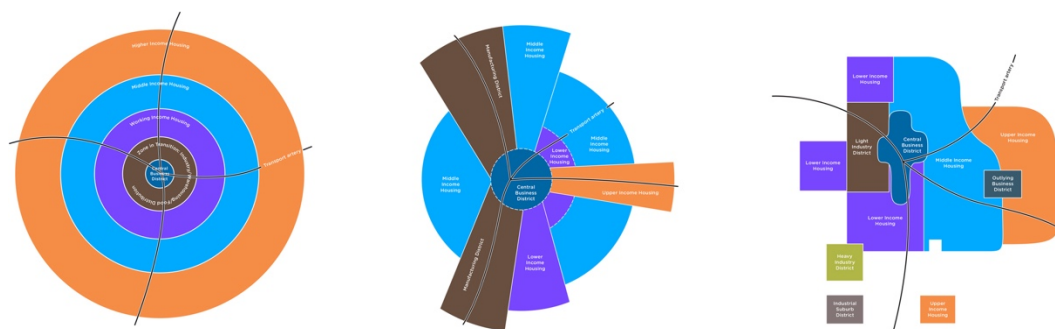 Higher Income Housing
Middle Income Housing
Working Income Housing
Zone in Transition Industry/
Central
Business
District
Transport artery
Manufacturing District
Middle
Income
Housing
Transport artery
Middle
Income
Housing
Lower
Income
Housing
Middle
Income
Housing
Central
Business
District
Upper Income Housing
Manufacturing District
Lower
Income
Housing
Lower Income
Housing
Transport artery
Light
Industry
District
Central
Business
District
Upper Income
Housing
Lower Income
Housing
Middle Income
Housing
Outlying
Business
District
Lower Income
Housing
Heavy
Industry
District
Industrial
Suburb
District
Upper
Income
Housing